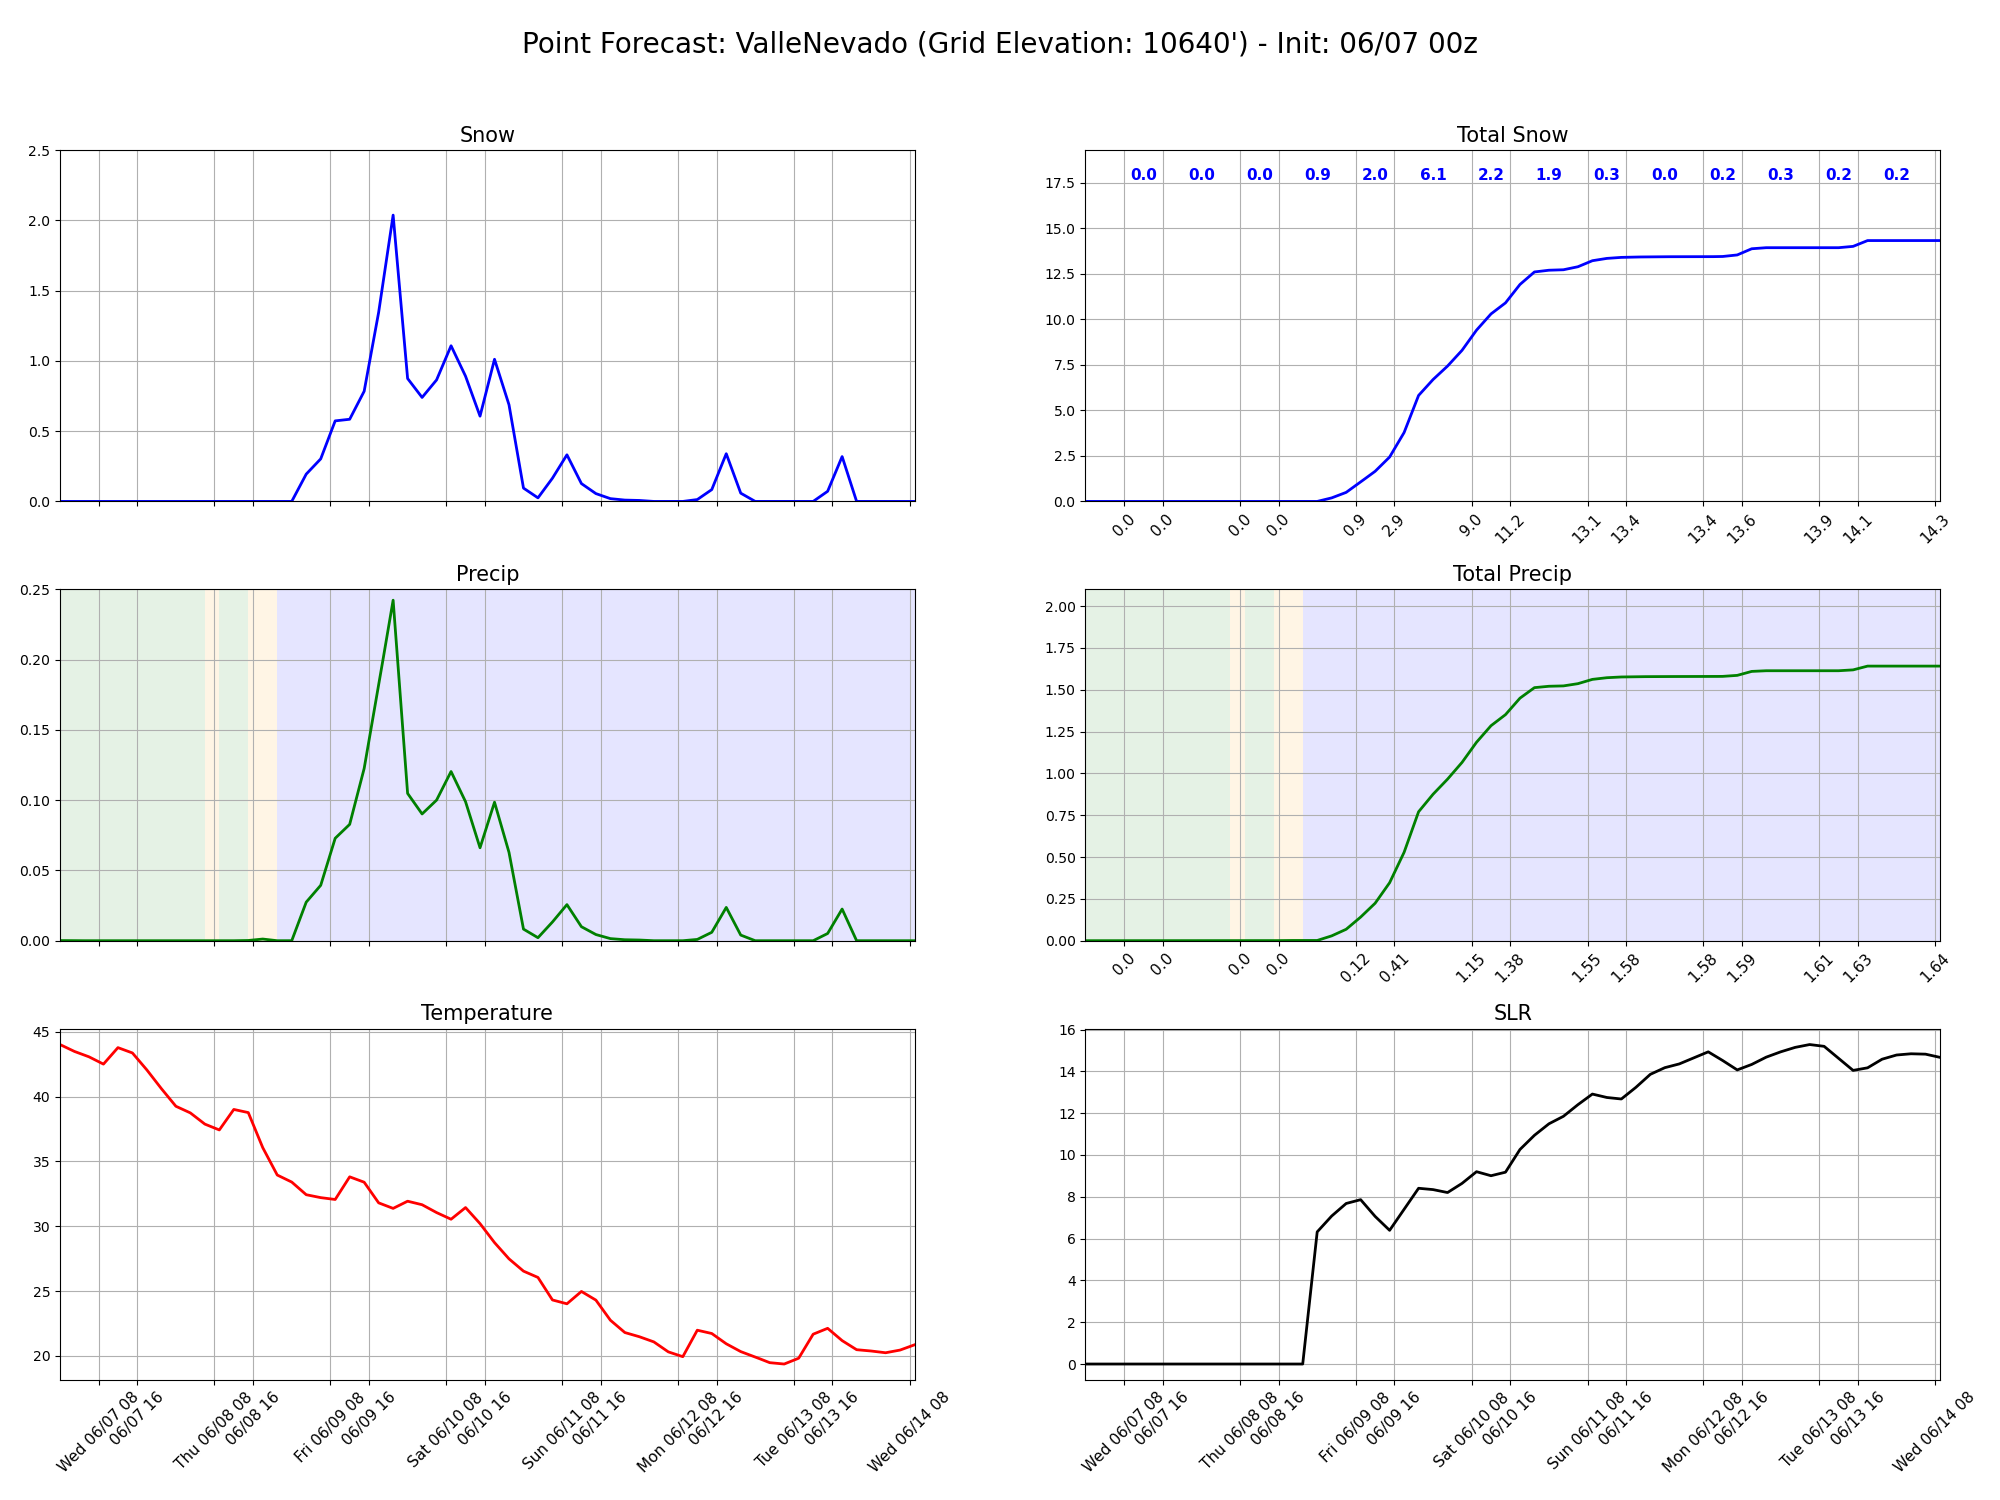 Point Forecast: ValleNevado (Grid Elevation: 10640') - Init: 06/07 00z
Snow
2.5
2.0
1.5
1.0
0.5
0.0
Total Snow
0.0 0.0 0.0 0.9 2.0 6.1 2.2 1.9 0.3 0.0 0.2 0.3 0.2 0.2
17.5
15.0
12.5
10.0
7.5
5.0
2.5
0.0
0.0 0.0 0.0 0.0 0.9 2.9 9.0 11.2 13.1 13.4 13.4 13.6 13.9 14.1 14.3
Precip
0.25
0.20
0.15
0.10
0.05
0.00
Total Precip
2.00
1.75
1.50
1.25
1.00
0.75
0.50
0.25
0.00
0.0 0.0 0.0 0.0 0.12 0.41 1.15 1.38 1.55 1.58 1.58 1.59 1.61 1.63 1.64
Temperature
45
40
35
30
25
20
Wed 06/07 08
06/07 16
Thu 06/08 08
06/08 16
Fri 06/09 08
06/09 16
Sat 06/10 08
06/10 16
Sun 06/11 08
06/11 16
Mon 06/12 08
06/12 16
Tue 06/13 08
06/13 16
Wed 06/14 08
SLR
16
14
12
10
8
6
4
2
0
Wed 06/07 08
06/07 16
Thu 06/08 08
06/08 16
Fri 06/09 08
06/09 16
Sat 06/10 08
06/10 16
Sun 06/11 08
06/11 16
Mon 06/12 08
06/12 16
Tue 06/13 08
06/13 16
Wed 06/14 08